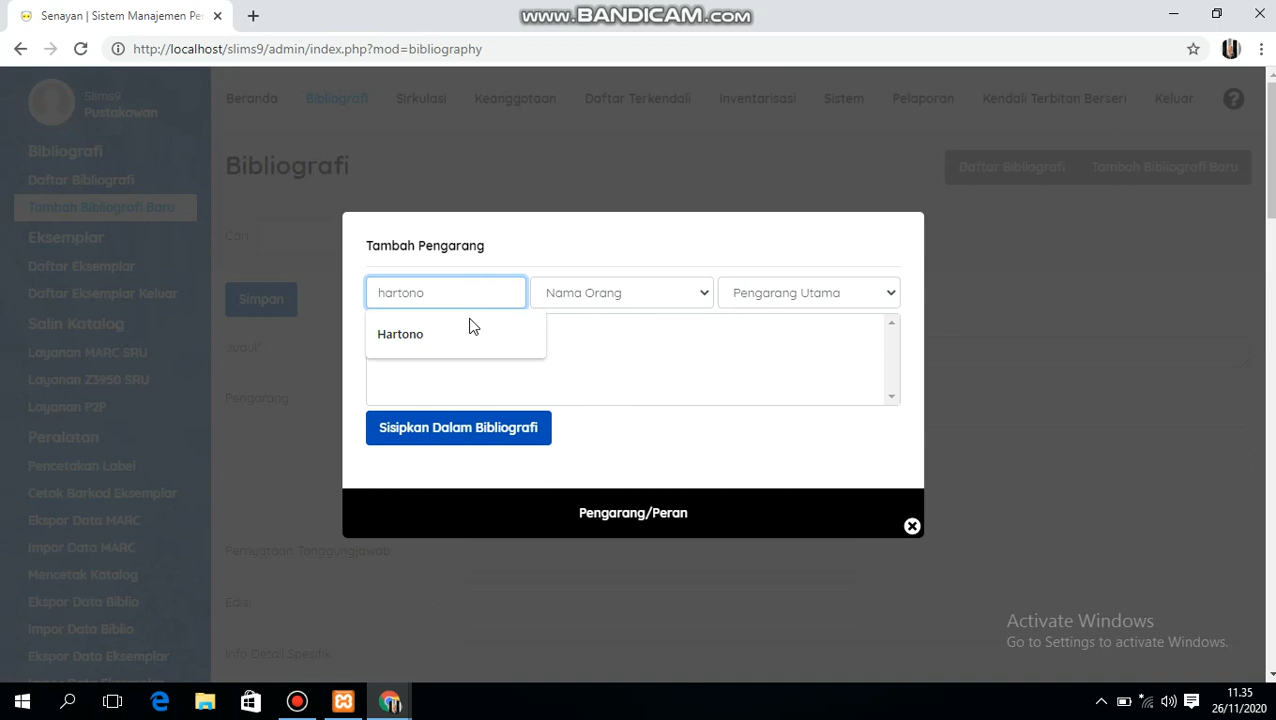 Senayan | Sistem Manajemen Per
www.BANDICAM.com
http://localhost/slims9/admin/index.php?mod=bibliography
Slims9
Pustakawan
Beranda Bibliografi Sirkulasi Keanggotaan Daftar Terkendali Inventarisasi Sistem Pelaporan Kendali Terbitan Berseri Keluar
Bibliografi
Daftar Bibliografi
Tambah Bibliografi Baru
Eksemplar
Daftar Eksemplar
Daftar Eksemplar Keluar
Salin Katalog
Layanan MARC SRU
Layanan Z3950 SRU
Layanan P2P
Peralatan
Pencetakan Label
Cetak Barkod Eksemplar
Ekspor Data MARC
Impor Data MARC
Mencetak Katalog
Ekspor Data Biblio
Impor Data Biblio
Ekspor Data Eksemplar
Bibliografi
Daftar Bibliografi Tambah Bibliografi Baru
Cari
Simpan
Judul*
Pengarang
Pernyataan Tanggungjawab
Edisi
Info Detail Spesifik
Tambah Pengarang
hartono Nama Orang Pengarang Utama
Hartono
Sisipkan Dalam Bibliografi
Pengarang/Peran
Activate Windows
Go to Settings to activate Windows.
11.35
26/11/2020